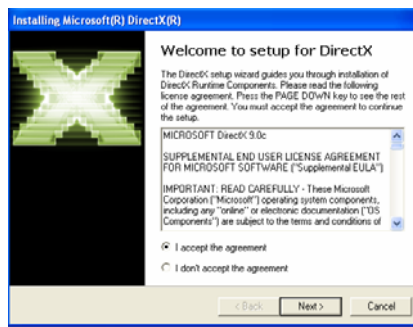 Installing Microsoft(R) DirectX(R)
Welcome to setup for DirectX
The DirectX setup wizard guides you through installation of
DirectX Runtime Components. Please read the following
license agreement. Press the PAGE DOWN key to see the rest
of the agreement. You must accept the agreement to continue
the setup.
MICROSOFT DirectX 9.0c
SUPPLEMENTAL END USER LICENSE AGREEMENT
FOR MICROSOFT SOFTWARE ("Supplemental EULA")
IMPORTANT: READ CAREFULLY - These Microsoft
Corporation ("Microsoft") operating system components,
including any "online" or electronic documentation ("OS
Components") are subject to the terms and conditions of
I accept the agreement
I don't accept the agreement
< Back
Next >
Cancel